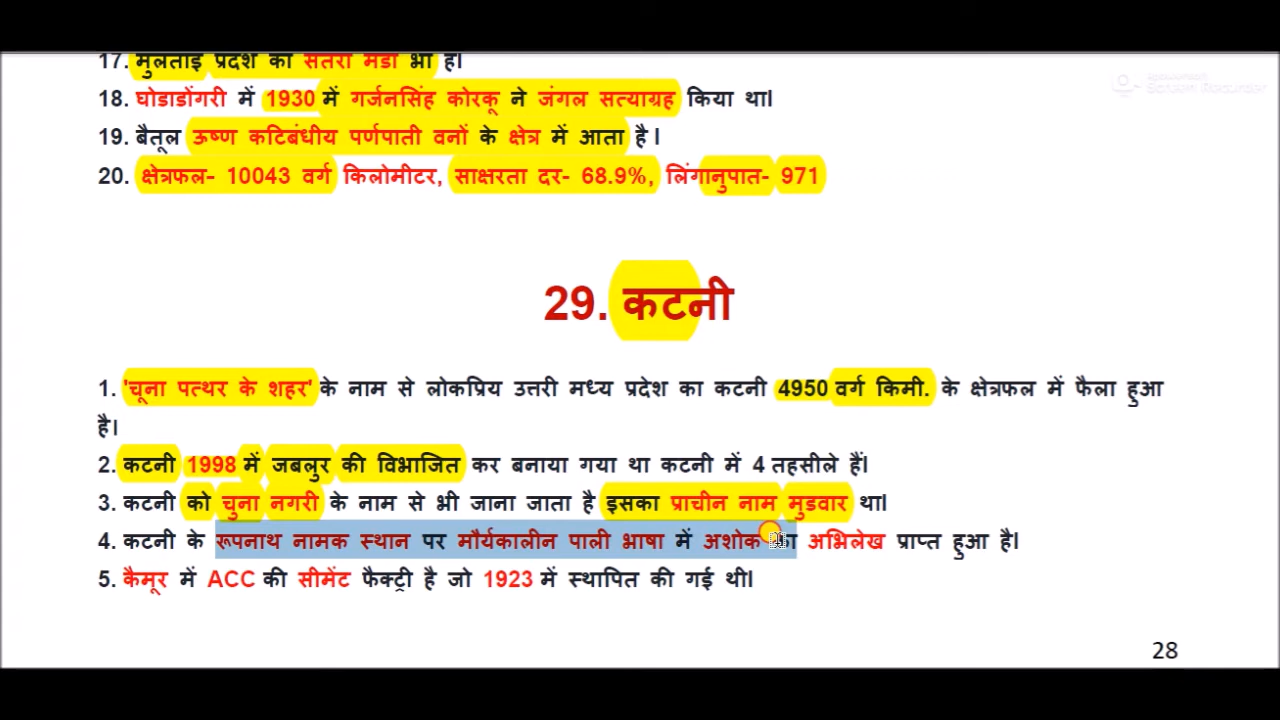 17. मुलताई प्रदेश की संतरा मंडी भी है।
18. घोडाडोंगरी में 1930 में गर्जनसिंह कोरकू ने जंगल सत्याग्रह किया था।
19. बैतूल ऊष्ण कटिबंधीय पर्णपाती वनों के क्षेत्र में आता है ।
20. क्षेत्रफल- 10043 वर्ग किलोमीटर, साक्षरता दर- 68.9%, लिंगानुपात- 971
29. कटनी
1. 'चूना पत्थर के शहर' के नाम से लोकप्रिय उत्तरी मध्य प्रदेश का कटनी 4950 वर्ग किमी. के क्षेत्रफल में फैला हुआ
है।
2. कटनी 1998 में जबलुर की विभाजित कर बनाया गया था कटनी में 4 तहसीले हैं।
3. कटनी को चुना नगरी के नाम से भी जाना जाता है इसका प्राचीन नाम मुडवार था।
4. कटनी के रूपनाथ नामक स्थान पर मौर्यकालीन पाली भाषा में अशोक का अभिलेख प्राप्त हुआ है।
5. कैमूर में ACC की सीमेंट फैक्ट्री है जो 1923 में स्थापित की गई थी।
28
Screen Recorder